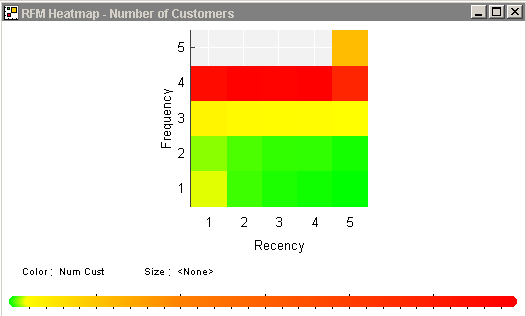 RFM Heatmap - Number of Customers
5
4
3
2
1
Frequency
1 2 3 4 5
Recency
Color : Num Cust Size : <None>